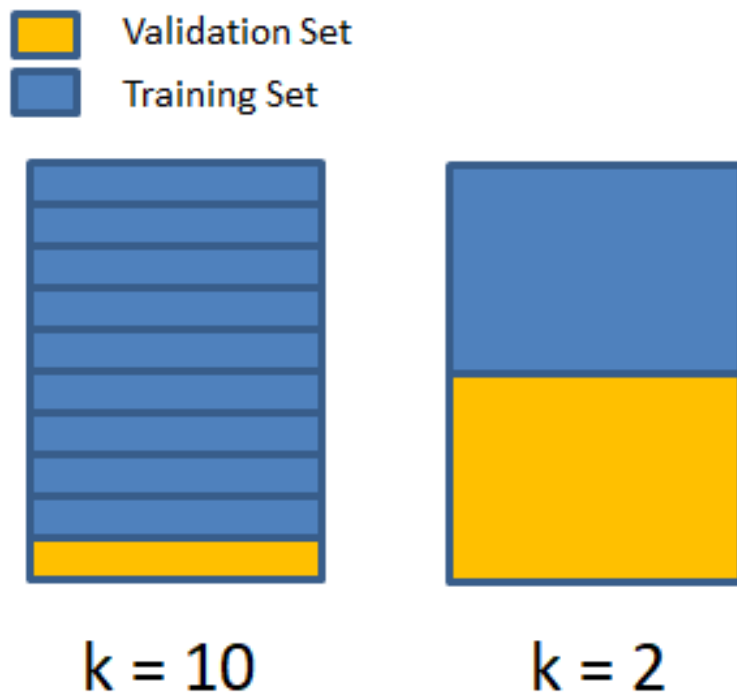 Validation Set
Training Set
k = 10
k = 2